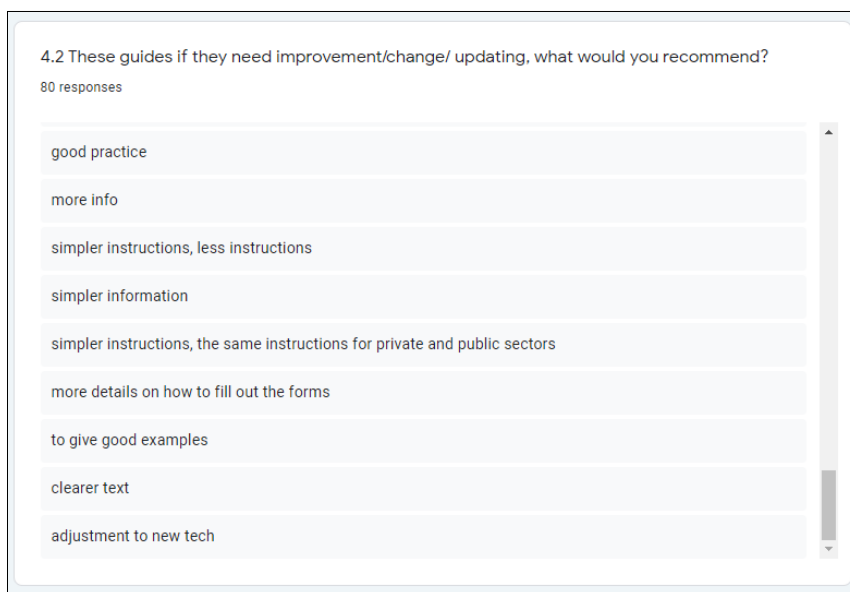 4.2 These guides if they need improvement/change/ updating, what would you recommend?
80 responses
good practice
more info
simpler instructions, less instructions
simpler information
simpler instructions, the same instructions for private and public sectors
more details on how to fill out the forms
to give good examples
clearer text
adjustment to new tech